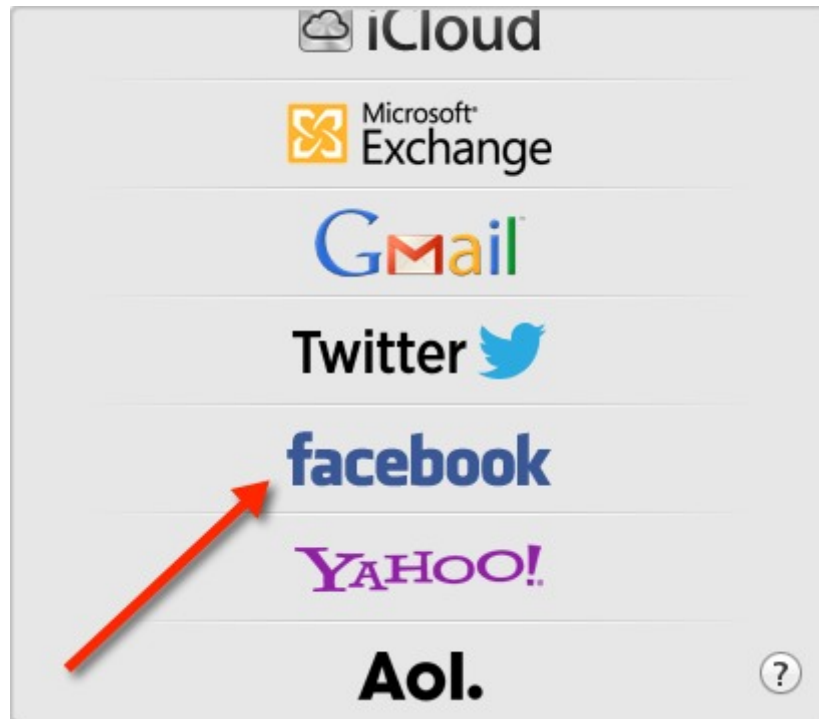 iCloud
Microsoft
Exchange
Gmail
Twitter
facebook
YAHOO!
Aol.
?